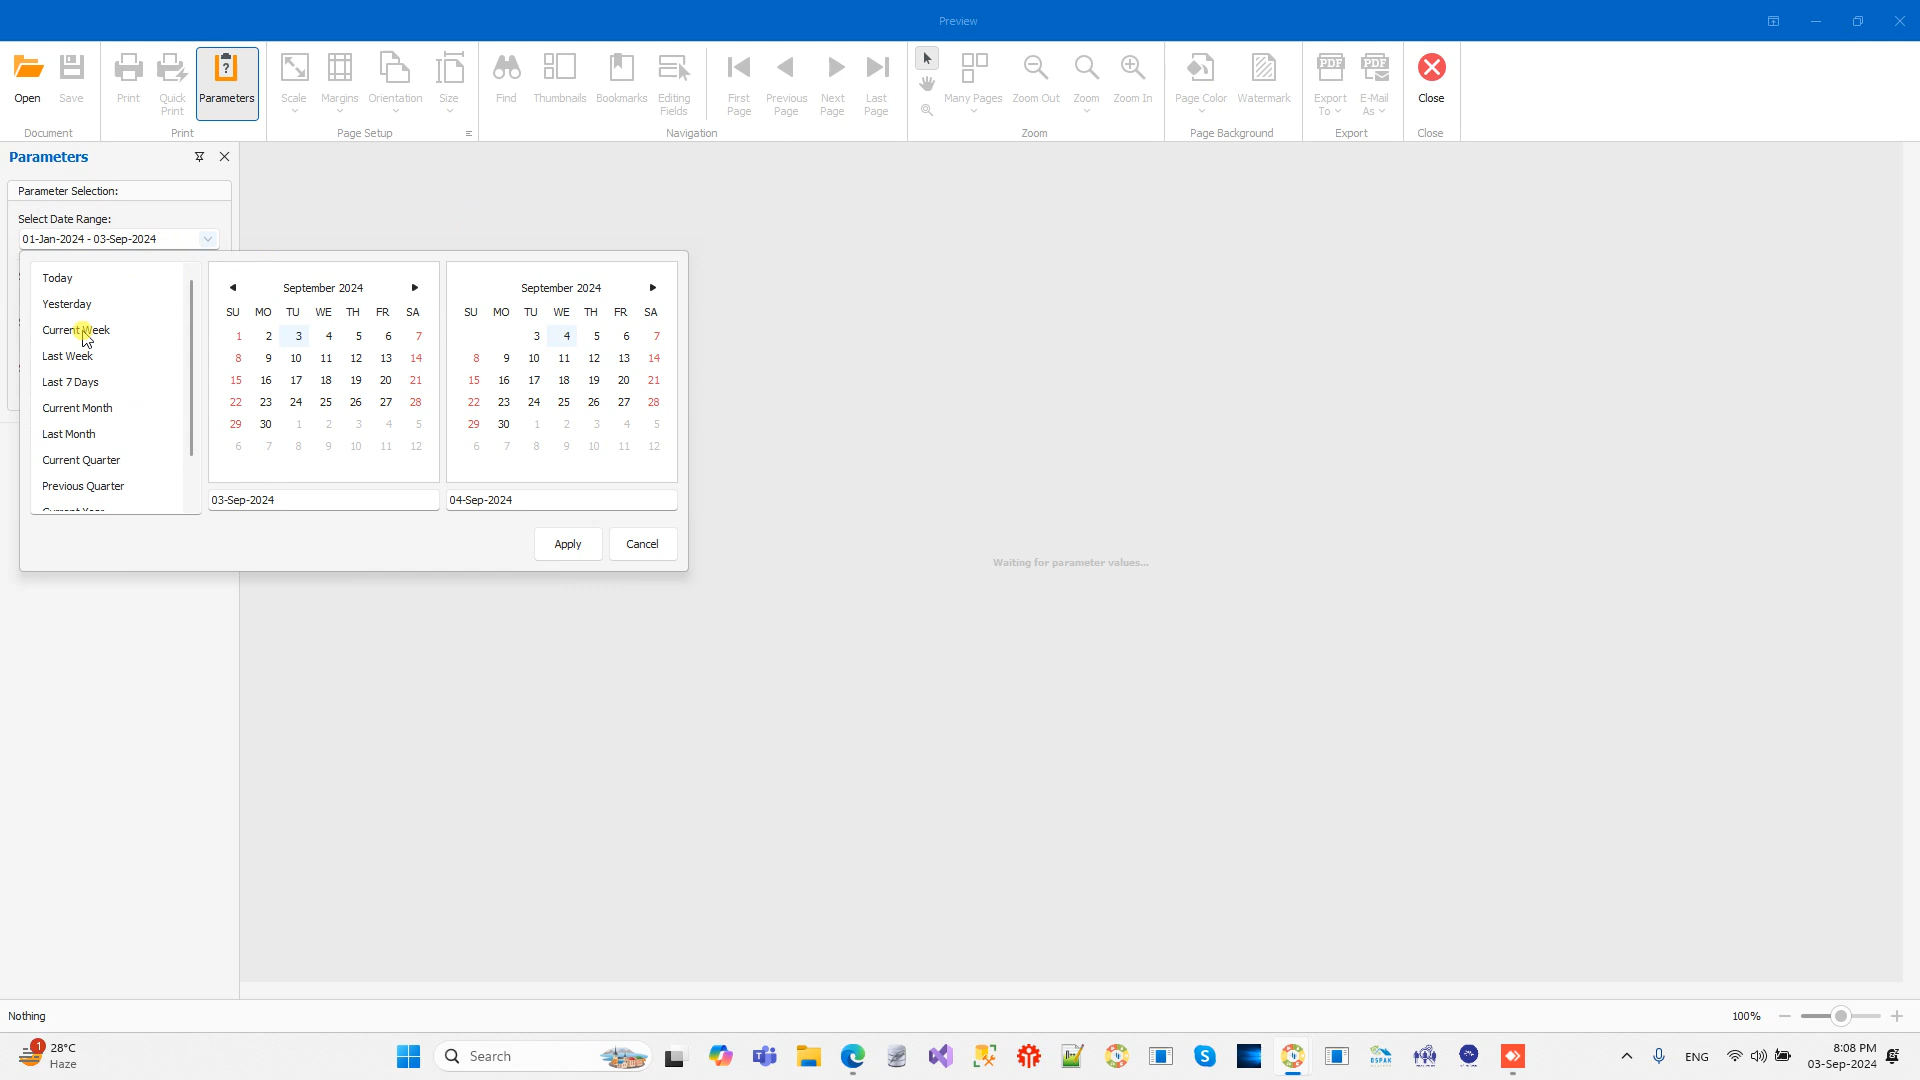 Preview
Open
Save
Print
Quick
Print
Parameters
Scale
Margins
Orientation
Size
Find
Thumbnails
Bookmarks
Editing
Fields
First
Page
Previous
Page
Next
Page
Last
Page
Many Pages
Zoom Out
Zoom
Zoom In
Page Color
Watermark
PDF
Export
To
PDF
E-Mail
As
Close
Document
Print
Page Setup
Navigation
Zoom
Page Background
Export
Close
Parameters
Parameter Selection:
Select Date Range:
01-Jan-2024 - 03-Sep-2024
Today
Yesterday
Current Week
Last Week
Last 7 Days
Current Month
Last Month
Current Quarter
Previous Quarter
Current Year
September 2024
SU MO TU WE TH FR SA
1 2 3 4 5 6 7
8 9 10 11 12 13 14
15 16 17 18 19 20 21
22 23 24 25 26 27 28
29 30 1 2 3 4 5
6 7 8 9 10 11 12
03-Sep-2024
September 2024
SU MO TU WE TH FR SA
3 4 5 6 7
8 9 10 11 12 13 14
15 16 17 18 19 20 21
22 23 24 25 26 27 28
29 30 1 2 3 4 5
6 7 8 9 10 11 12
04-Sep-2024
Apply
Cancel
Waiting for parameter values...
Nothing
100%
1
28°C
Haze
Search
DSPAK
ENG
8:08 PM
03-Sep-2024